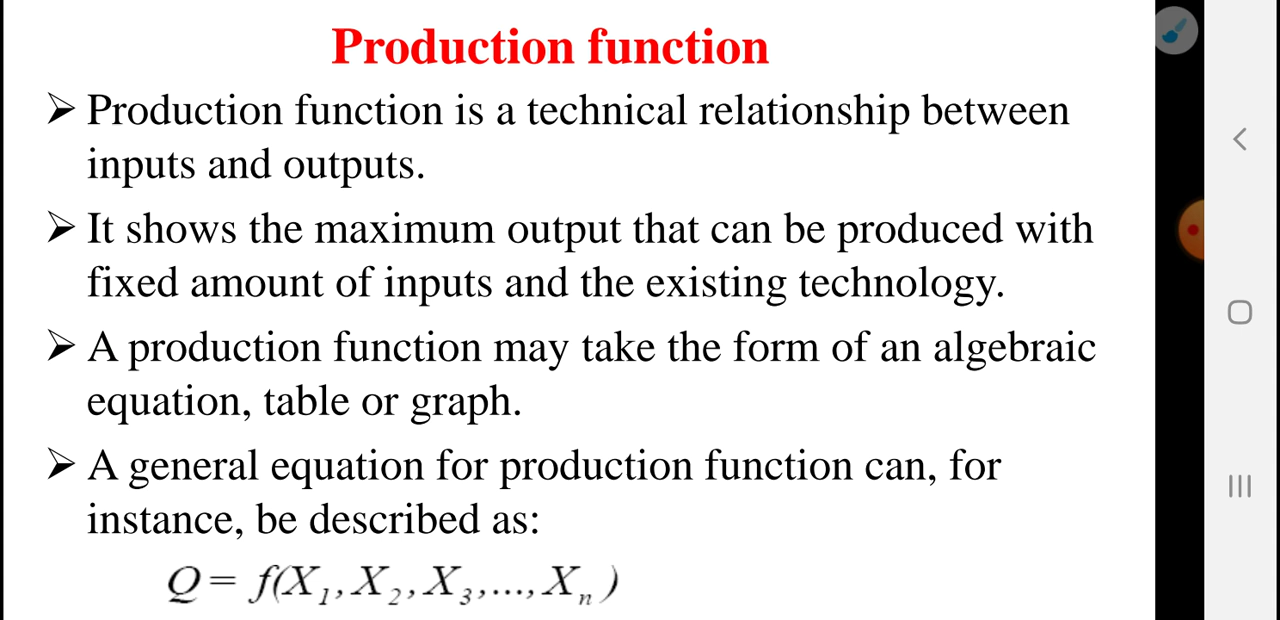 Production function
➢ Production function is a technical relationship between
inputs and outputs.
➢ It shows the maximum output that can be produced with
fixed amount of inputs and the existing technology.
➢ A production function may take the form of an algebraic
equation, table or graph.
➢ A general equation for production function can, for
instance, be described as:
Q = f(X₁, X₂, X₃,..., Xₙ )